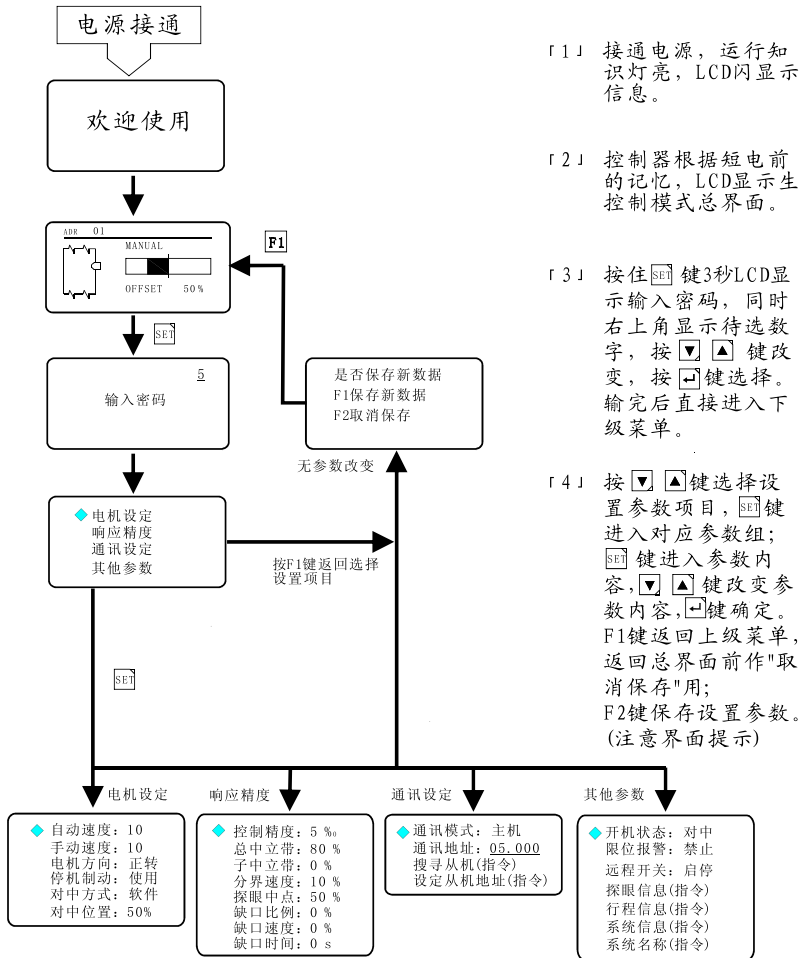 电源接通
欢迎使用
ADR 01
MANUAL
OFFSET 50%
F1
SET
5
输入密码
是否保存新数据
F1保存新数据
F2取消保存
无参数改变
电机设定
响应精度
通讯设定
其他参数
按F1键返回选择
设置项目
SET
电机设定
自动速度：10
手动速度：10
电机方向：正转
停机制动：使用
对中方式：软件
对中位置：50%
响应精度
控制精度：5 ‰
总中立带：80 %
子中立带：0 %
分界速度：10 %
探眼中点：50 %
缺口比例：0 %
缺口速度：0 %
缺口时间：0 s
通讯设定
通讯模式：主机
通讯地址：05.000
搜寻从机(指令)
设定从机地址(指令)
其他参数
开机状态：对中
限位报警：禁止
远程开关：启停
探眼信息(指令)
行程信息(指令)
系统信息(指令)
系统名称(指令)
「1」 接通电源，运行知
识灯亮，LCD闪显示
信息。
「2」 控制器根据短电前
的记忆，LCD显示生
控制模式总界面。
「3」 按住SET 键3秒LCD显
示输入密码，同时
右上角显示待选数
字，按▼ ▲ 键改
变，按↵键选择。
输完后直接进入下
级菜单。
「4」 按▼ ▲键选择设
置参数项目，SET键
进入对应参数组;
SET 键进入参数内
容,▼ ▲ 键改变参
数内容,↵键确定。
F1键返回上级菜单,
返回总界面前作"取
消保存"用;
F2键保存设置参数。
(注意界面提示)